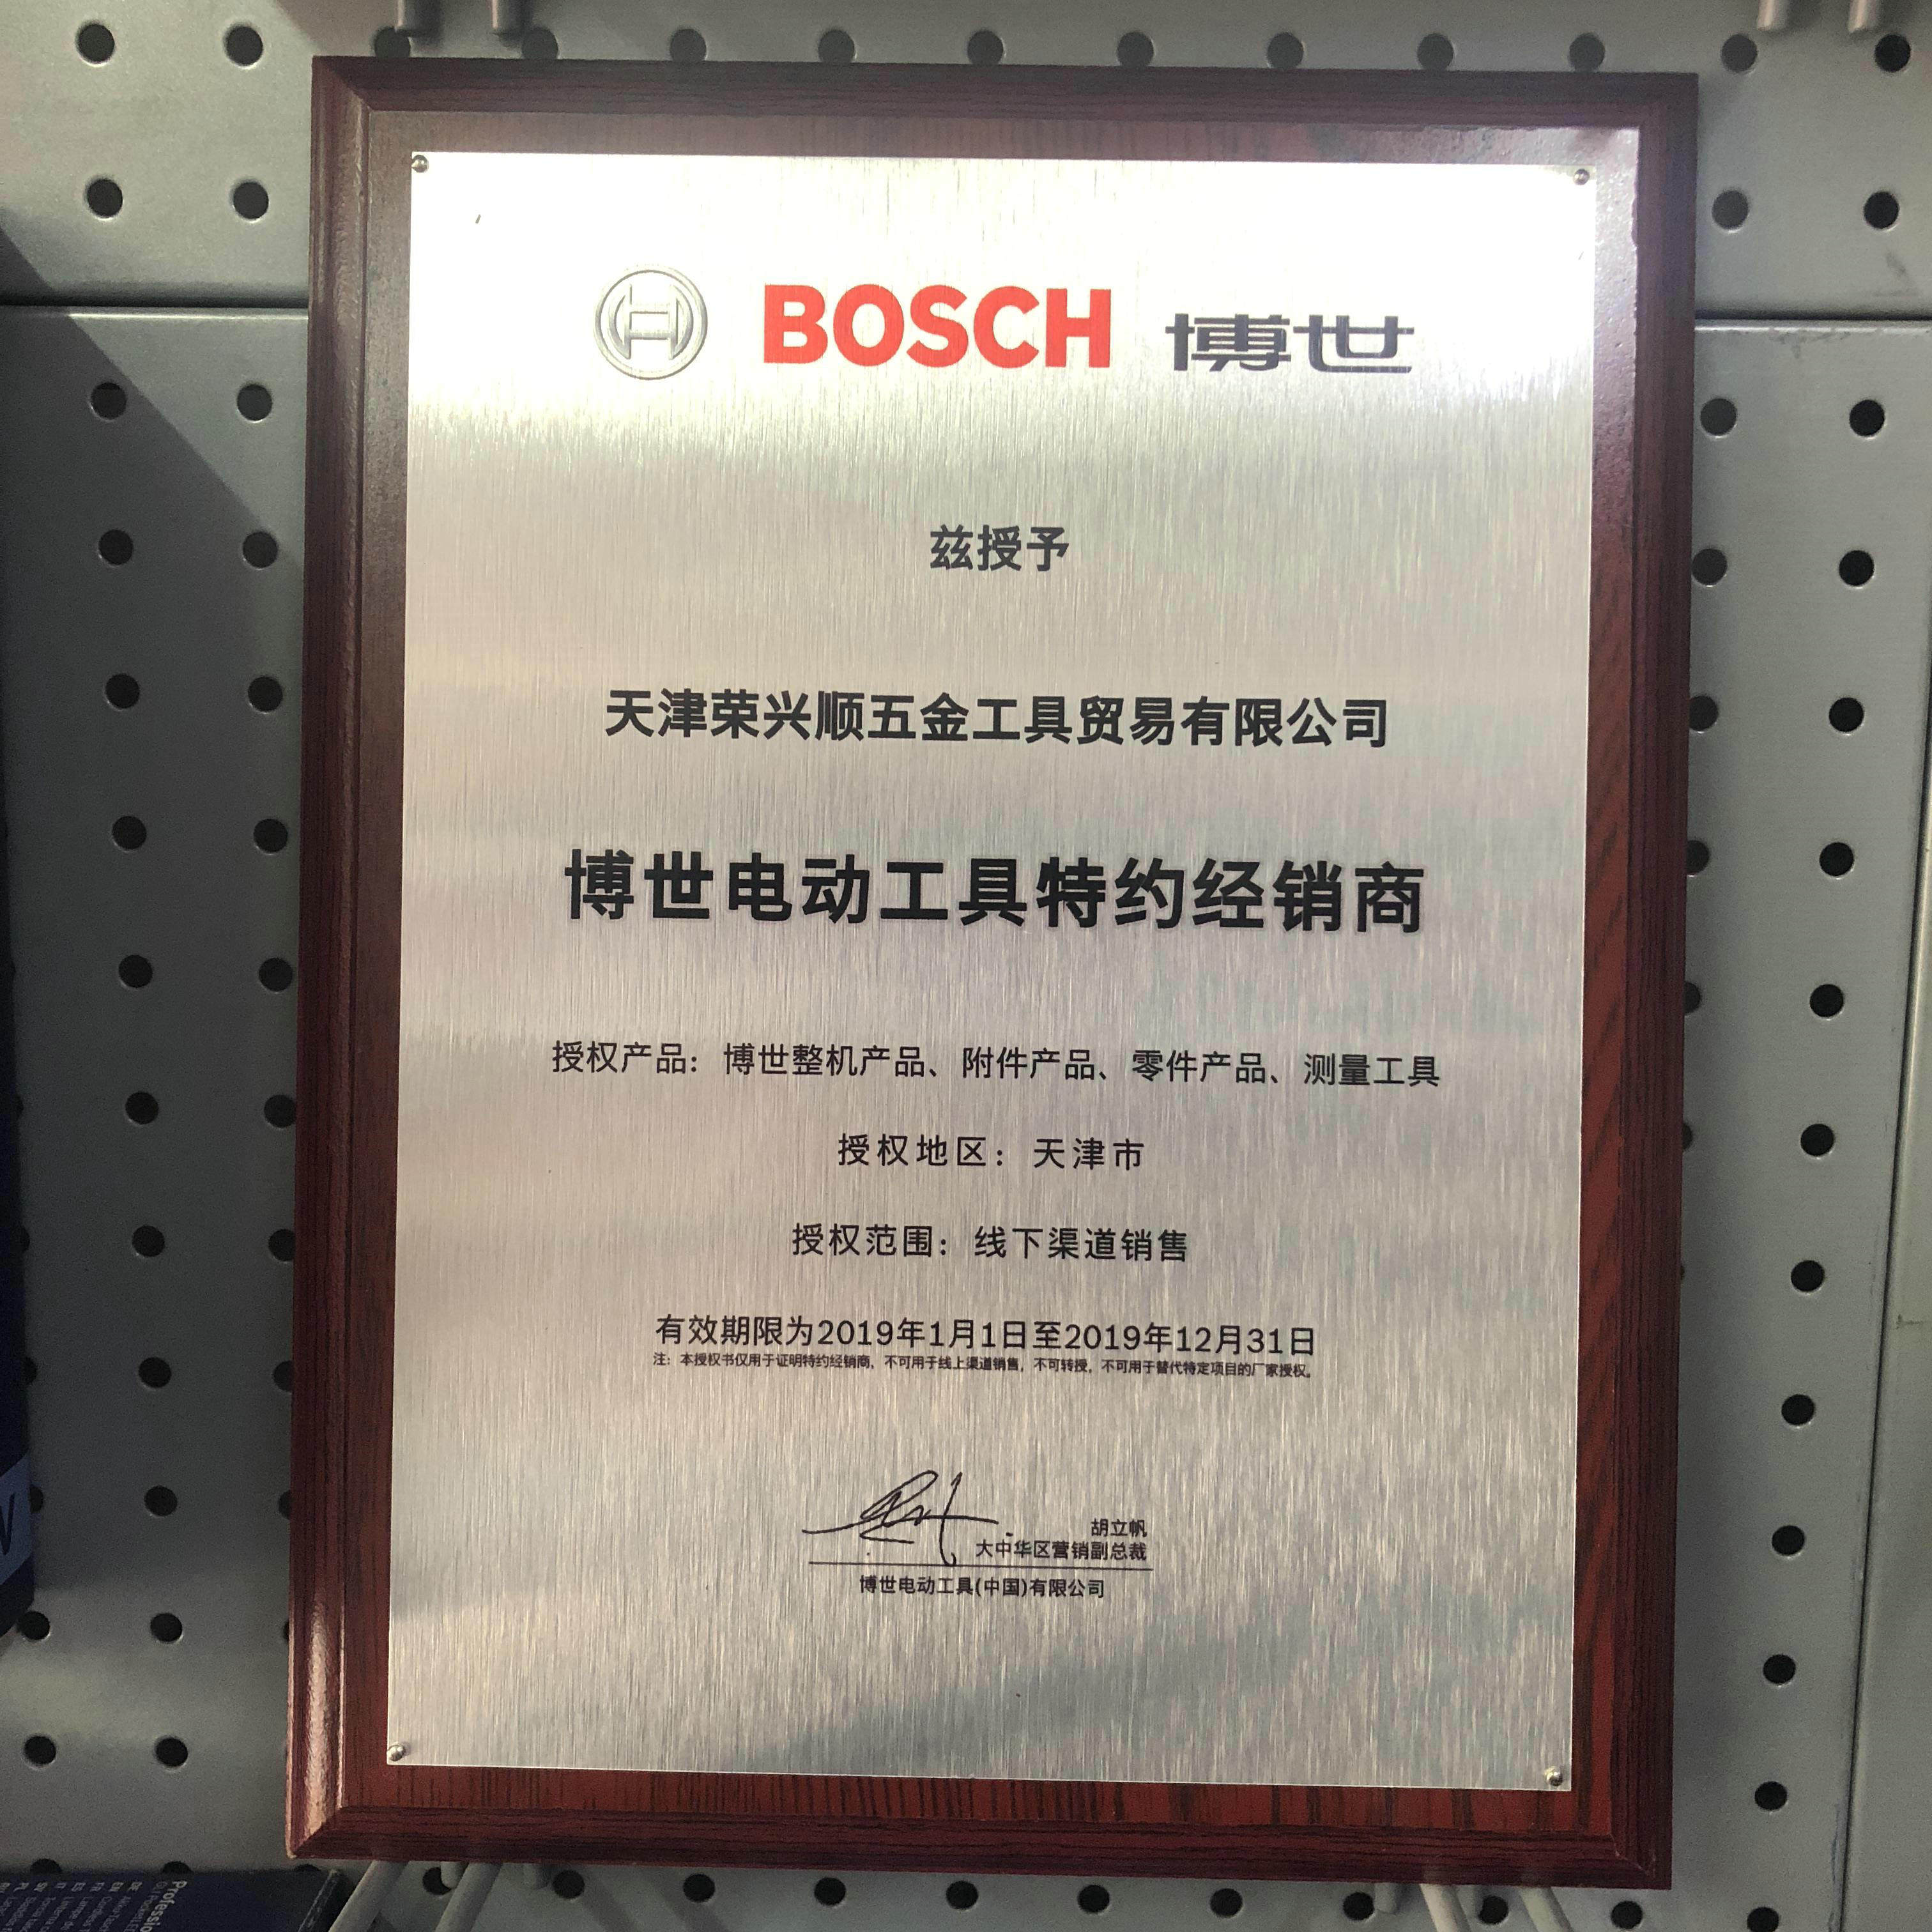 BOSCH 博世
兹授予
天津荣兴顺五金工具贸易有限公司
博世电动工具特约经销商
授权产品：博世整机产品、附件产品、零件产品、测量工具
授权地区：天津市
授权范围：线下渠道销售
有效期限为2019年1月1日至2019年12月31日
注：本授权书仅用于证明特约经销商，不可用于线上渠道销售，不可转授，不可用于替代特定项目的厂家授权。
胡立帆
大中华区营销副总裁
博世电动工具(中国)有限公司